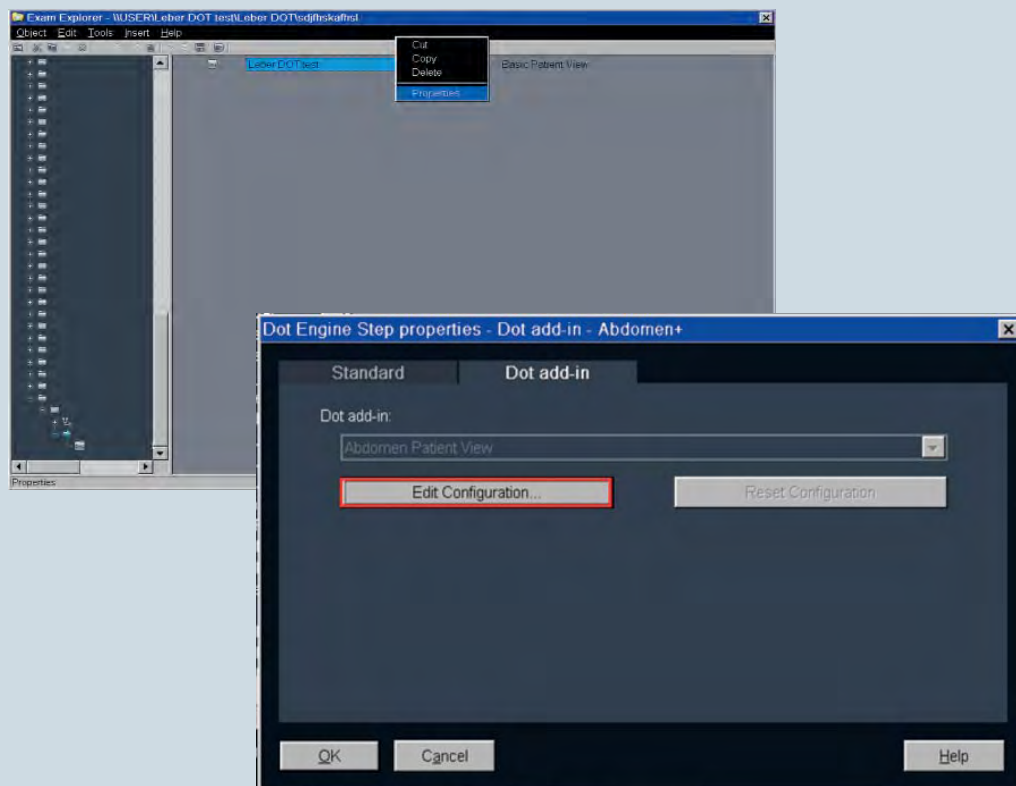 Exam Explorer - \\USER\Leber DOT test\Leber DOT\sdjfhskafhsl
Object Edit Tools Insert Help
Cut
Copy
Delete
Properties
Leber DOT test
Basic Patient View
Properties
Dot Engine Step properties - Dot add-in - Abdomen+
Standard Dot add-in
Dot add-in:
Abdomen Patient View
Edit Configuration... Reset Configuration
OK Cancel Help